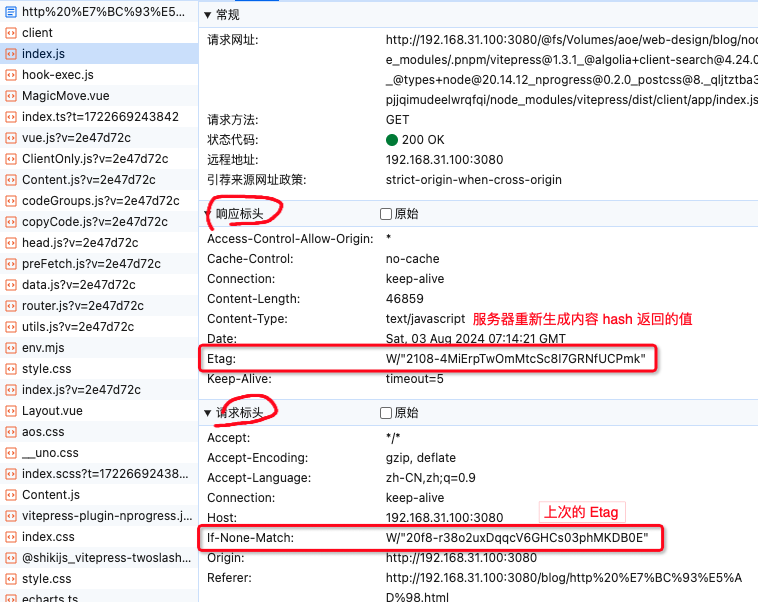 http%20%E7%BC%93%E5...
client
index.js
hook-exec.js
MagicMove.vue
index.ts?t=1722669243842
vue.js?v=2e47d72c
ClientOnly.js?v=2e47d72c
Content.js?v=2e47d72c
codeGroups.js?v=2e47d72c
copyCode.js?v=2e47d72c
head.js?v=2e47d72c
preFetch.js?v=2e47d72c
data.js?v=2e47d72c
router.js?v=2e47d72c
utils.js?v=2e47d72c
env.mjs
style.css
index.js?v=2e47d72c
Layout.vue
aos.css
__uno.css
index.scss?t=17226692438...
Content.js
vitepress-plugin-nprogress.j...
index.css
@shikijs_vitepress-twoslash...
style.css
echarts.ts
常规
请求网址: http://192.168.31.100:3080/@fs/Volumes/aoe/web-design/blog/nod
e_modules/.pnpm/vitepress@1.3.1_@algolia+client-search@4.24.0
_@types+node@20.14.12_nprogress@0.2.0_postcss@8._qljtztba3
pjjqimudeelwrqfqi/node_modules/vitepress/dist/client/app/index.js
请求方法: GET
状态代码: 200 OK
远程地址: 192.168.31.100:3080
引荐来源网址政策: strict-origin-when-cross-origin
响应标头 原始
Access-Control-Allow-Origin: *
Cache-Control: no-cache
Connection: keep-alive
Content-Length: 46859
Content-Type: text/javascript 服务器重新生成内容 hash 返回的值
Date: Sat, 03 Aug 2024 07:14:21 GMT
Etag: W/"2108-4MiErpTwOmMtcSc8l7GRNfUCPmk"
Keep-Alive: timeout=5
请求标头 原始
Accept: */*
Accept-Encoding: gzip, deflate
Accept-Language: zh-CN,zh;q=0.9
Connection: keep-alive
上次的 Etag
Host: 192.168.31.100:3080
If-None-Match: W/"20f8-r38o2uxDqqcV6GHCs03phMKDB0E"
Origin: http://192.168.31.100:3080
Referer: http://192.168.31.100:3080/blog/http%20%E7%BC%93%E5%A
D%98.html